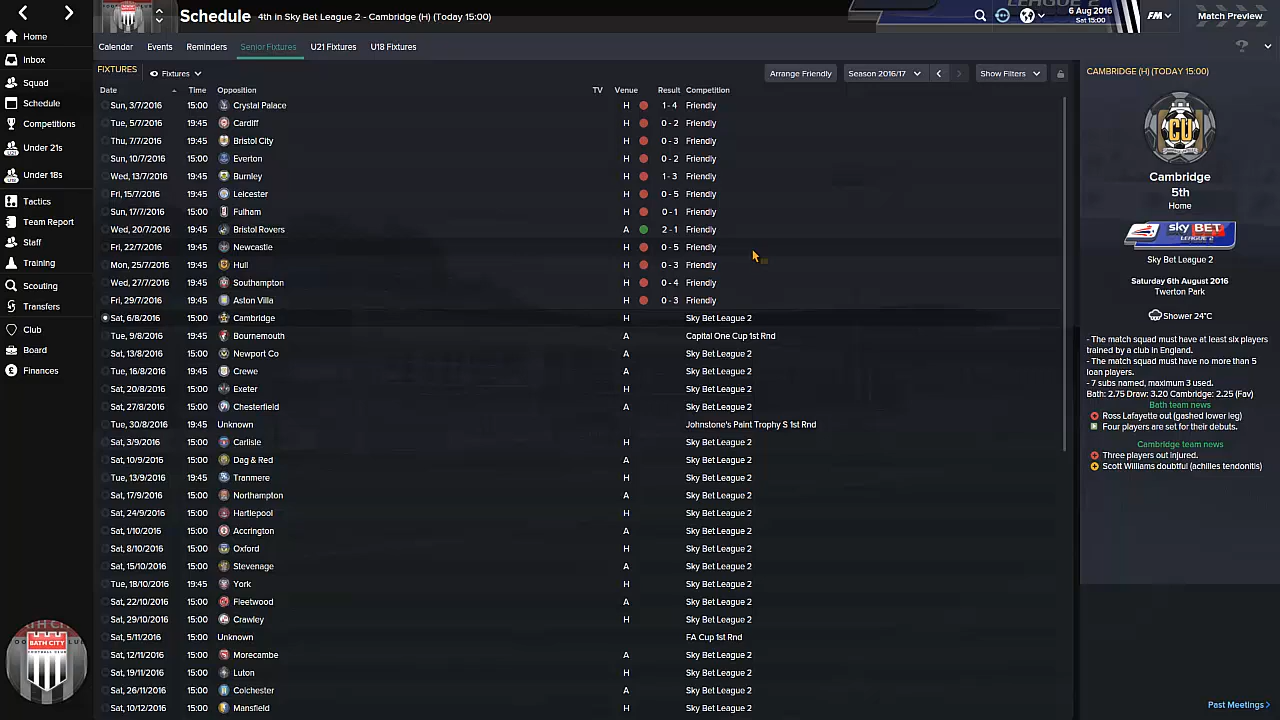 Schedule 4th in Sky Bet League 2 - Cambridge (H) (Today 15:00)
6 Aug 2016
Sat 15:00
FM
Match Preview
Home
Inbox
Squad
Schedule
Competitions
Under 21s
Under 18s
Tactics
Team Report
Staff
Training
Scouting
Transfers
Club
Board
Finances
BATH CITY
Calendar Events Reminders Senior Fixtures U21 Fixtures U18 Fixtures
FIXTURES Fixtures Arrange Friendly Season 2016/17 Show Filters
Date Time Opposition TV Venue Result Competition
Sun, 3/7/2016 15:00 Crystal Palace H 1 - 4 Friendly
Tue, 5/7/2016 19:45 Cardiff H 0 - 2 Friendly
Thu, 7/7/2016 19:45 Bristol City H 0 - 3 Friendly
Sun, 10/7/2016 15:00 Everton H 0 - 2 Friendly
Wed, 13/7/2016 19:45 Burnley H 1 - 3 Friendly
Fri, 15/7/2016 19:45 Leicester H 0 - 5 Friendly
Sun, 17/7/2016 15:00 Fulham H 0 - 1 Friendly
Wed, 20/7/2016 19:45 Bristol Rovers A 2 - 1 Friendly
Fri, 22/7/2016 19:45 Newcastle H 0 - 5 Friendly
Mon, 25/7/2016 19:45 Hull H 0 - 3 Friendly
Wed, 27/7/2016 19:45 Southampton H 0 - 4 Friendly
Fri, 29/7/2016 19:45 Aston Villa H 0 - 3 Friendly
Sat, 6/8/2016 15:00 Cambridge H Sky Bet League 2
Tue, 9/8/2016 19:45 Bournemouth A Capital One Cup 1st Rnd
Sat, 13/8/2016 15:00 Newport Co A Sky Bet League 2
Tue, 16/8/2016 19:45 Crewe A Sky Bet League 2
Sat, 20/8/2016 15:00 Exeter H Sky Bet League 2
Sat, 27/8/2016 15:00 Chesterfield A Sky Bet League 2
Tue, 30/8/2016 19:45 Unknown Johnstone's Paint Trophy S 1st Rnd
Sat, 3/9/2016 15:00 Carlisle H Sky Bet League 2
Sat, 10/9/2016 15:00 Dag & Red A Sky Bet League 2
Tue, 13/9/2016 19:45 Tranmere H Sky Bet League 2
Sat, 17/9/2016 15:00 Northampton A Sky Bet League 2
Sat, 24/9/2016 15:00 Hartlepool H Sky Bet League 2
Sat, 1/10/2016 15:00 Accrington A Sky Bet League 2
Sat, 8/10/2016 15:00 Oxford H Sky Bet League 2
Sat, 15/10/2016 15:00 Stevenage A Sky Bet League 2
Tue, 18/10/2016 19:45 York H Sky Bet League 2
Sat, 22/10/2016 15:00 Fleetwood A Sky Bet League 2
Sat, 29/10/2016 15:00 Crawley H Sky Bet League 2
Sat, 5/11/2016 15:00 Unknown FA Cup 1st Rnd
Sat, 12/11/2016 15:00 Morecambe A Sky Bet League 2
Sat, 19/11/2016 15:00 Luton H Sky Bet League 2
Sat, 26/11/2016 15:00 Colchester A Sky Bet League 2
Sat, 10/12/2016 15:00 Mansfield H Sky Bet League 2
CAMBRIDGE (H) (TODAY 15:00)
CU
Cambridge
5th
Home
sky BET
LEAGUE 2
Sky Bet League 2
Saturday 6th August 2016
Twerton Park
Shower 24°C
- The match squad must have at least six players
trained by a club in England.
- The match squad must have no more than 5
loan players.
- 7 subs named, maximum 3 used.
Bath: 2.75 Draw: 3.20 Cambridge: 2.25 (Fav)
Bath team news
Ross Lafayette out (gashed lower leg)
Four players are set for their debuts.
Cambridge team news
Three players out injured.
Scott Williams doubtful (achilles tendonitis)
Past Meetings >